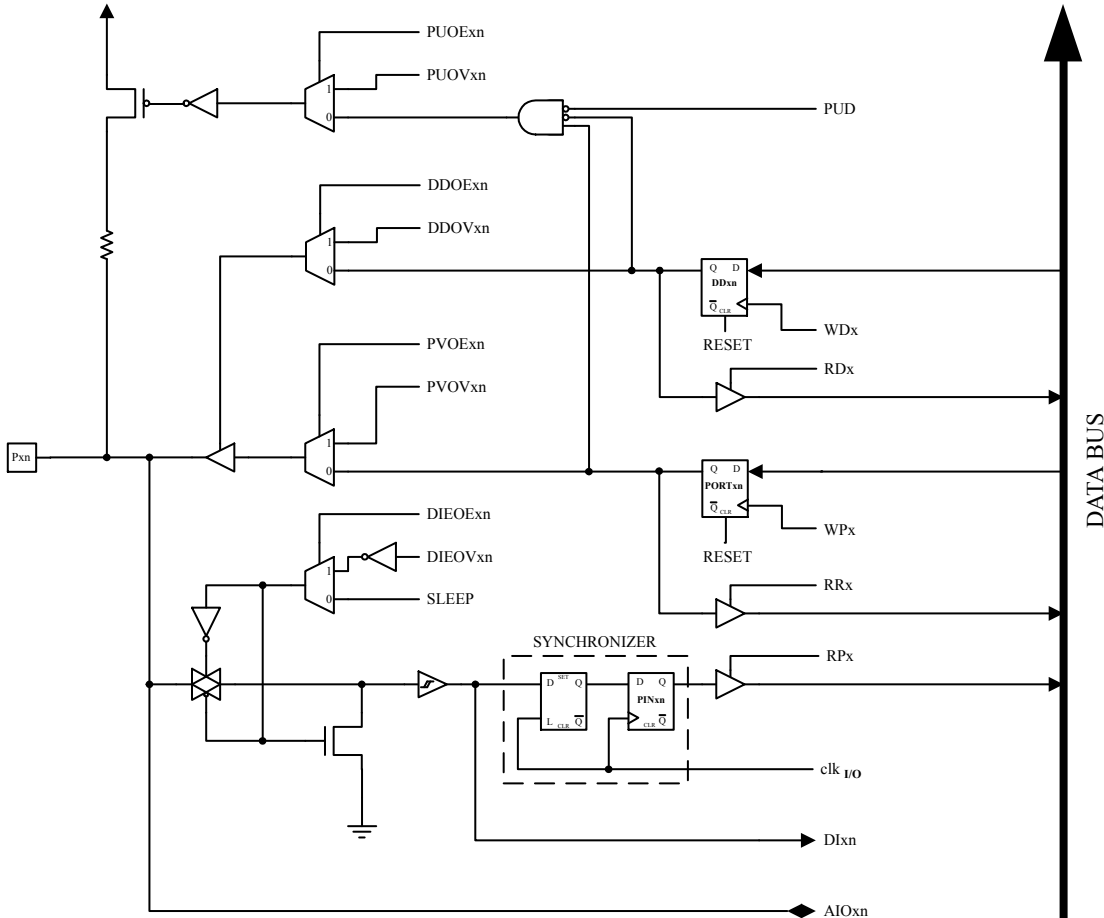 PUOExn
PUOVxn
1
0
PUD
DDOExn
DDOVxn
1
0
Q D
DDxn
Q CLR
WDx
RESET
PVOExn
RDx
PVOVxn
1
0
Pxn
Q D
PORTxn
Q CLR
WPx
RESET
DATA BUS
DIEOExn
DIEOVxn
1
0
SLEEP
RRx
SYNCHRONIZER
RPx
D SET Q
L CLR Q
D Q
PINxn
CLR Q
clk I/O
DIxn
AIOxn